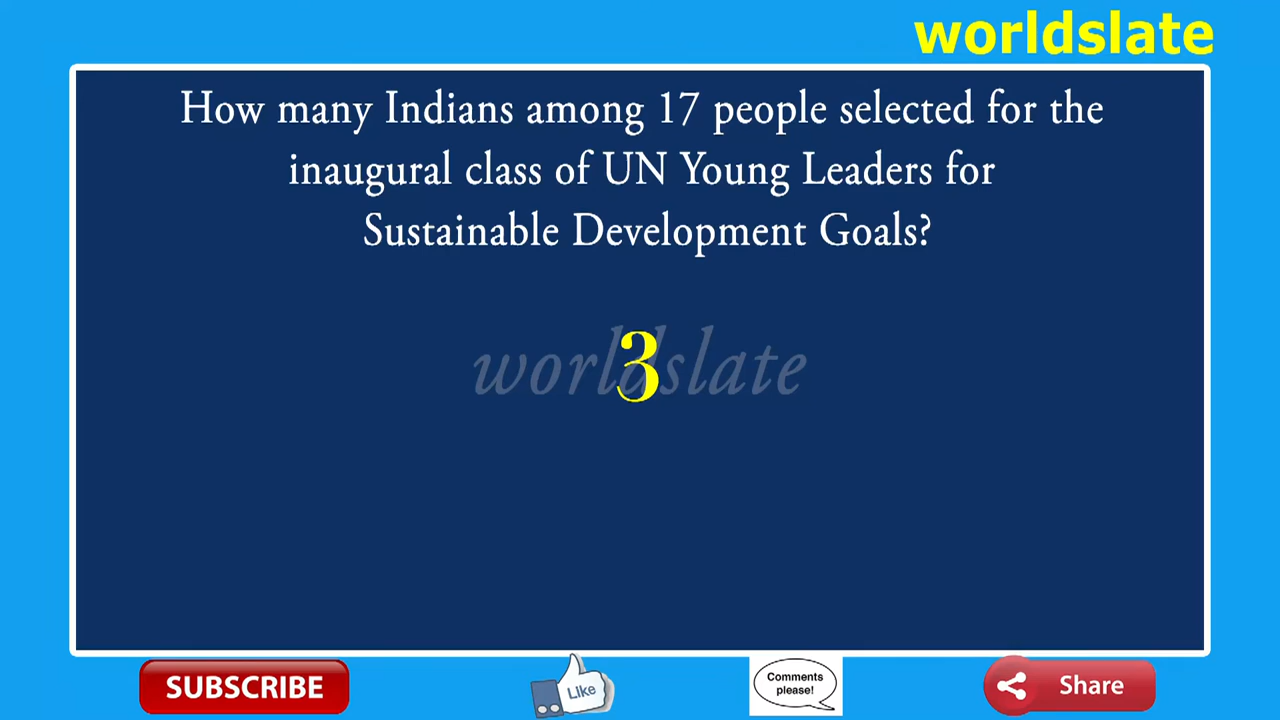 worldslate
How many Indians among 17 people selected for the
inaugural class of UN Young Leaders for
Sustainable Development Goals?
worldslate
3
SUBSCRIBE
Like
Comments
please!
Share